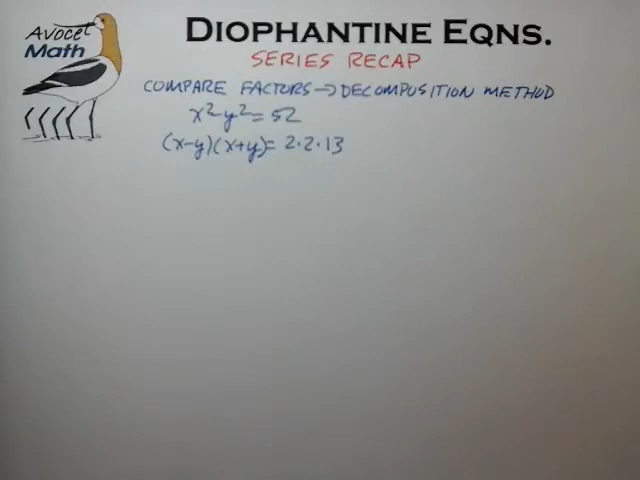 Avocet
Math
DIOPHANTINE EQNS.
SERIES RECAP
COMPARE FACTORS → DECOMPOSITION METHOD
x²-y²= 52
(x-y)(x+y)= 2·2·13